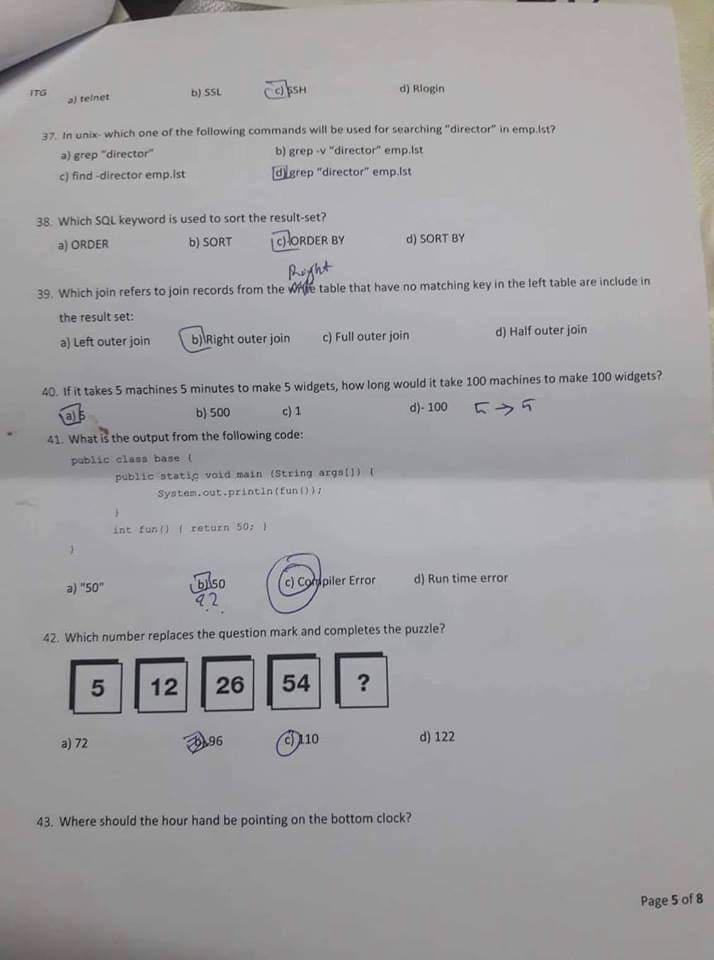 ITG
a) telnet b) SSL c) SSH d) Rlogin
37. In unix- which one of the following commands will be used for searching "director" in emp.lst?
a) grep "director" b) grep -v "director" emp.lst
c) find -director emp.lst d) grep "director" emp.lst
38. Which SQL keyword is used to sort the result-set?
a) ORDER b) SORT c) ORDER BY d) SORT BY
Right
39. Which join refers to join records from the write table that have no matching key in the left table are include in
the result set:
a) Left outer join b) Right outer join c) Full outer join d) Half outer join
40. If it takes 5 machines 5 minutes to make 5 widgets, how long would it take 100 machines to make 100 widgets?
a) 5 b) 500 c) 1 d)- 100 5 → 5
41. What is the output from the following code:
public class base {
public static void main (String args[]) {
System.out.println(fun());
}
int fun() { return 50; }
}
a) "50" b) 50 c) Compiler Error d) Run time error
??
42. Which number replaces the question mark and completes the puzzle?
5 12 26 54 ?
a) 72 b) 96 c) 110 d) 122
43. Where should the hour hand be pointing on the bottom clock?
Page 5 of 8